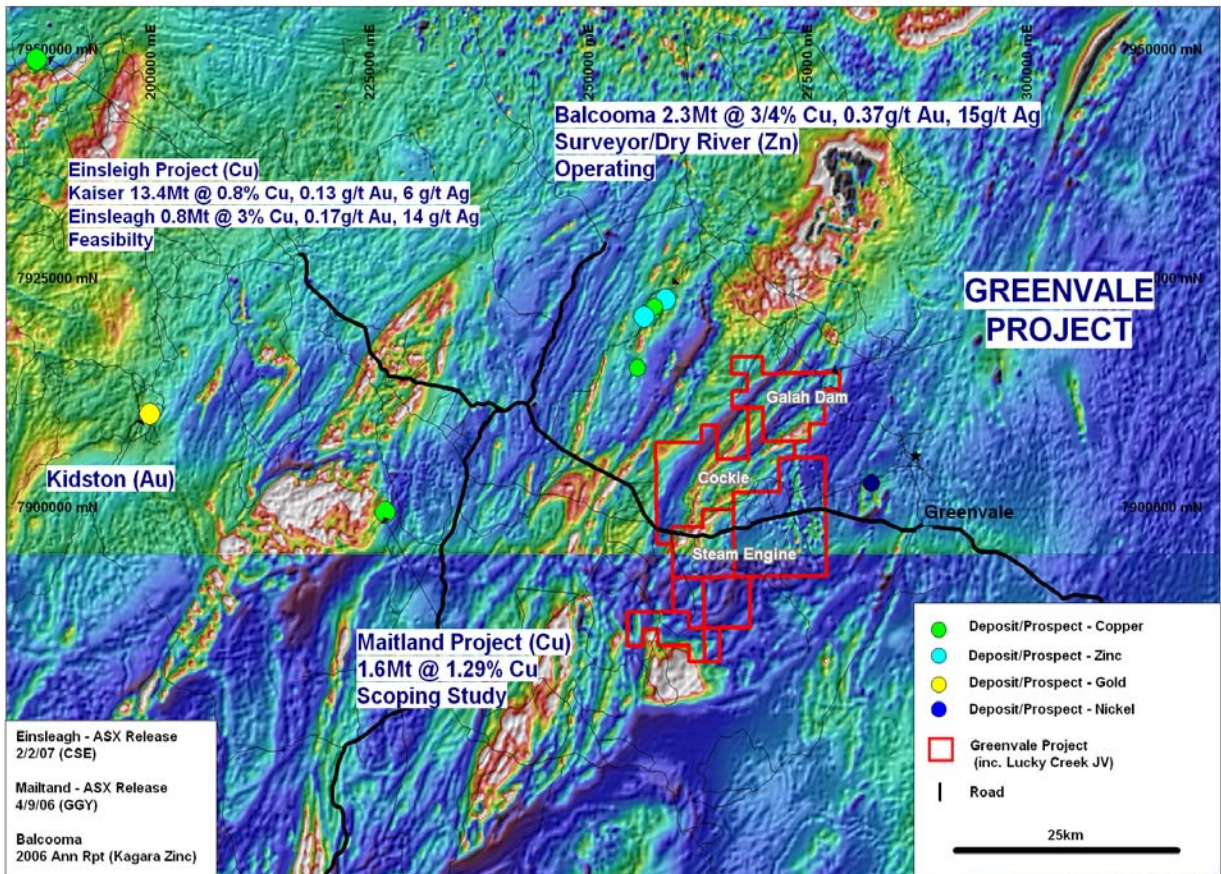 7950000 mN
200000 mE
225000 mE
250000 mE
275000 mE
300000 mE
7950000 mN
Balcooma 2.3Mt @ 3/4% Cu, 0.37g/t Au, 15g/t Ag
Surveyor/Dry River (Zn)
Operating
Einsleigh Project (Cu)
Kaiser 13.4Mt @ 0.8% Cu, 0.13 g/t Au, 6 g/t Ag
Einsleagh 0.8Mt @ 3% Cu, 0.17g/t Au, 14 g/t Ag
Feasibilty
7925000 mN
GREENVALE
PROJECT
Galah Dam
Kidston (Au)
Cockie
7900000 mN
7900000 mN
Greenvale
Steam Engine
Maitland Project (Cu)
1.6Mt @ 1.29% Cu
Scoping Study
Einsleagh - ASX Release
2/2/07 (CSE)
Mailtand - ASX Release
4/9/06 (GGY)
Balcooma
2006 Ann Rpt (Kagara Zinc)
Deposit/Prospect - Copper
Deposit/Prospect - Zinc
Deposit/Prospect - Gold
Deposit/Prospect - Nickel
Greenvale Project
(inc. Lucky Creek JV)
Road
25km